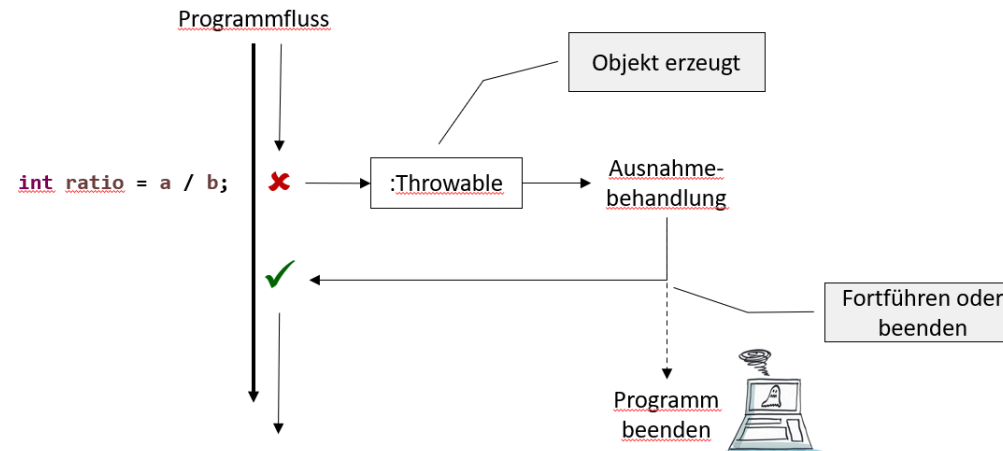 Programmfluss
Objekt erzeugt
int ratio = a / b;
:Throwable
Ausnahme-
behandlung
Fortführen oder
beenden
Programm
beenden